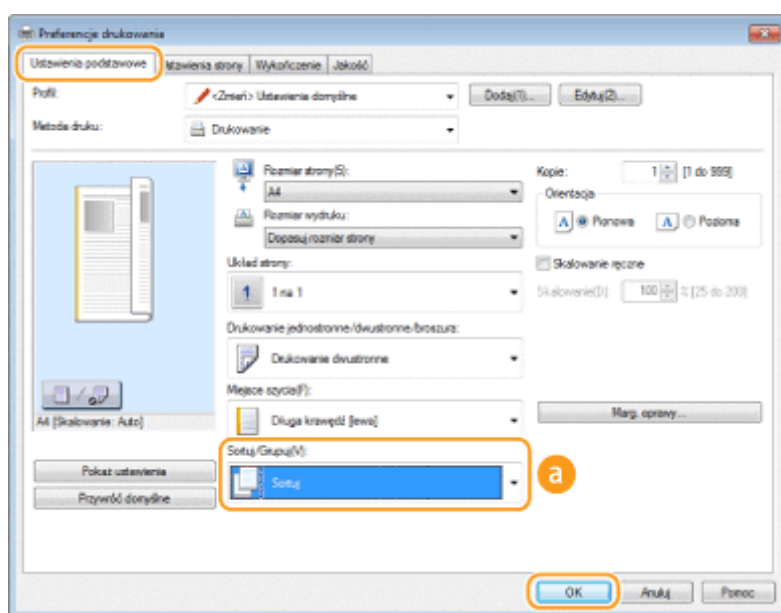 Preferencje drukowania
Ustawienia podstawowe Ustawienia strony Wykończenie Jakość
Profil: <Zmień> Ustawienia domyślne Dodaj(1)... Edytuj(2)...
Metoda druku: Drukowanie
Rozmiar strony(S): Kopie: 1 [1 do 999]
A4 Orientacja
Rozmiar wydruku: A Pionowa A Pozioma
Dopasuj rozmiar strony
Układ strony: Skalowanie ręczne
1 1 na 1 Skalowanie(D): 100 % [25 do 200]
Drukowanie jednostronne/dwustronne/broszura:
Drukowanie dwustronne
Miejsce szycia(F):
A4 [Skalowanie: Auto] Długa krawędź [lewa] Marg. oprawy...
Sortuj/Grupuj(V):
Pokaż ustawienia Sortuj a
Przywróć domyślne
OK Anuluj Pomoc